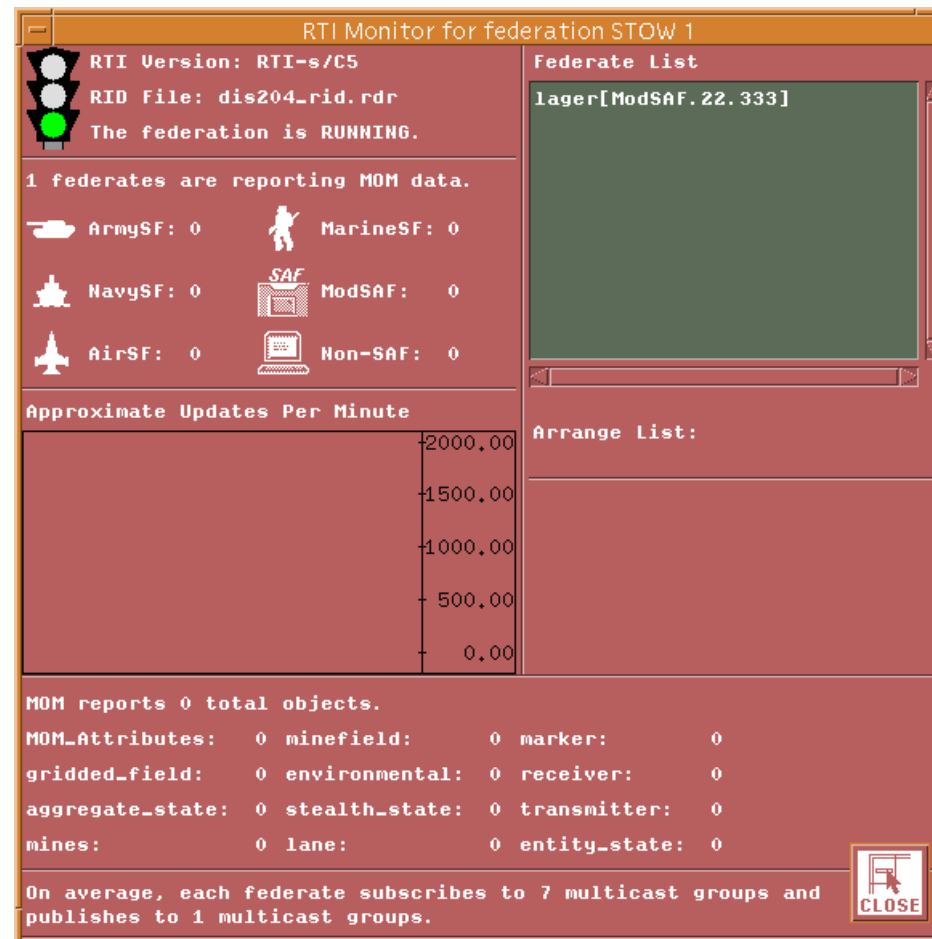 RTI Monitor for federation STOW 1
RTI Version: RTI-s/C5
RID File: dis204_rid.rdr
The federation is RUNNING.
Federate List
lager[ModSAF.22.333]
1 federates are reporting MOM data.
ArmySF: 0 MarineSF: 0
SAF
NavySF: 0 ModSAF: 0
AirSF: 0 Non-SAF: 0
Approximate Updates Per Minute
2000.00
1500.00
1000.00
500.00
0.00
Arrange List:
MOM reports 0 total objects.
MOM_Attributes: 0 minefield: 0 marker: 0
gridded_field: 0 environmental: 0 receiver: 0
aggregate_state: 0 stealth_state: 0 transmitter: 0
mines: 0 lane: 0 entity_state: 0
On average, each federate subscribes to 7 multicast groups and
publishes to 1 multicast groups.
CLOSE